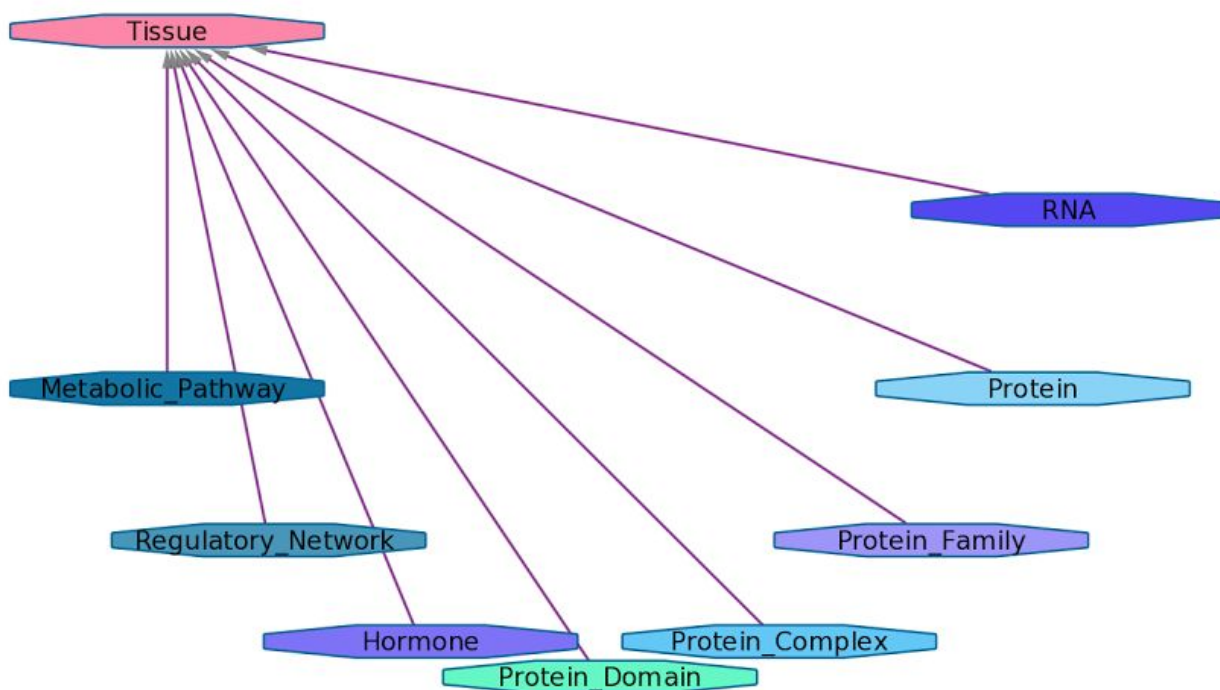 Tissue
RNA
Metabolic_Pathway
Protein
Regulatory_Network
Protein_Family
Hormone
Protein_Complex
Protein_Domain